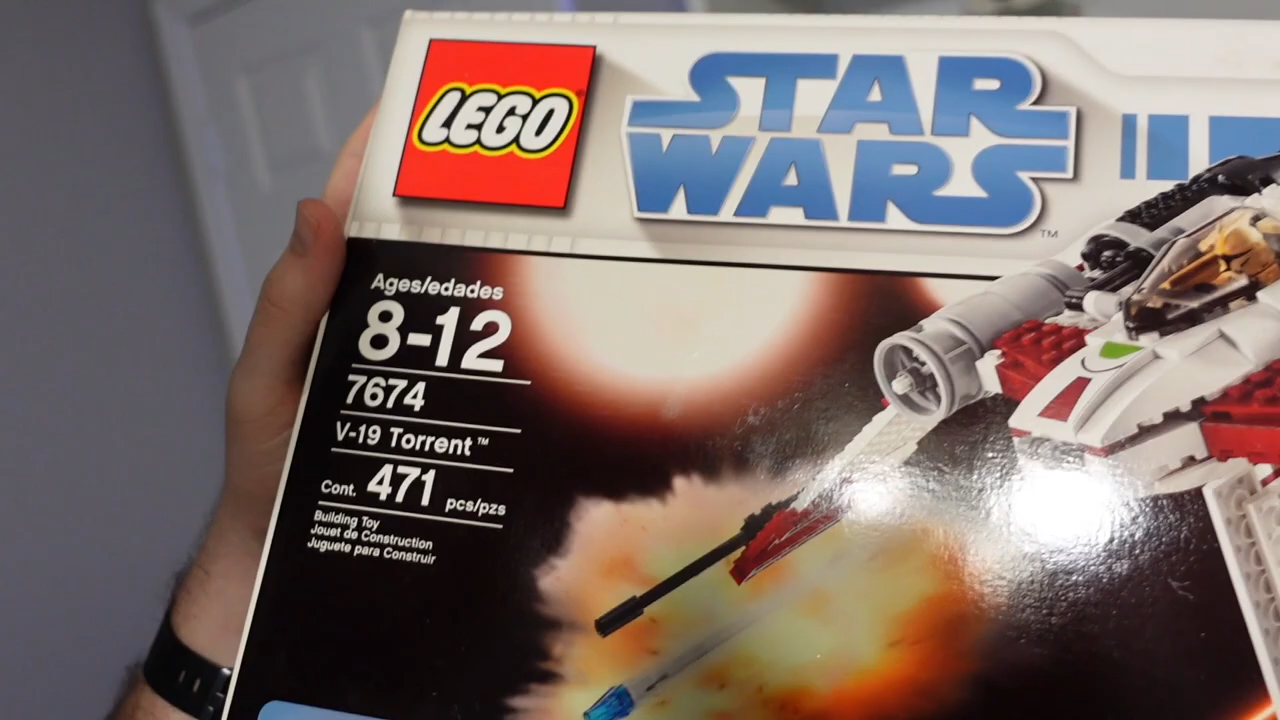 LEGO
STAR
WARS
TM
Ages/edades
8-12
7674
V-19 Torrent™
Cont. 471 pcs/pzs
Building Toy
Jouet de Construction
Juguete para Construir